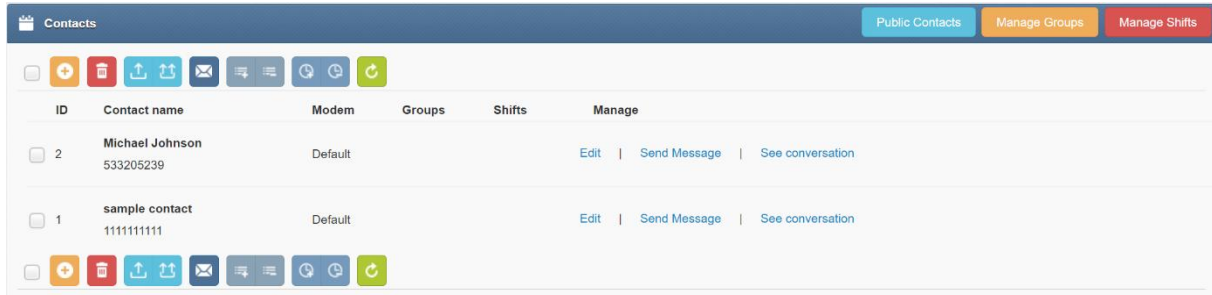 Contacts Public Contacts Manage Groups Manage Shifts
ID Contact name Modem Groups Shifts Manage
2 Michael Johnson Default Edit | Send Message | See conversation
533205239
1 sample contact Default Edit | Send Message | See conversation
1111111111